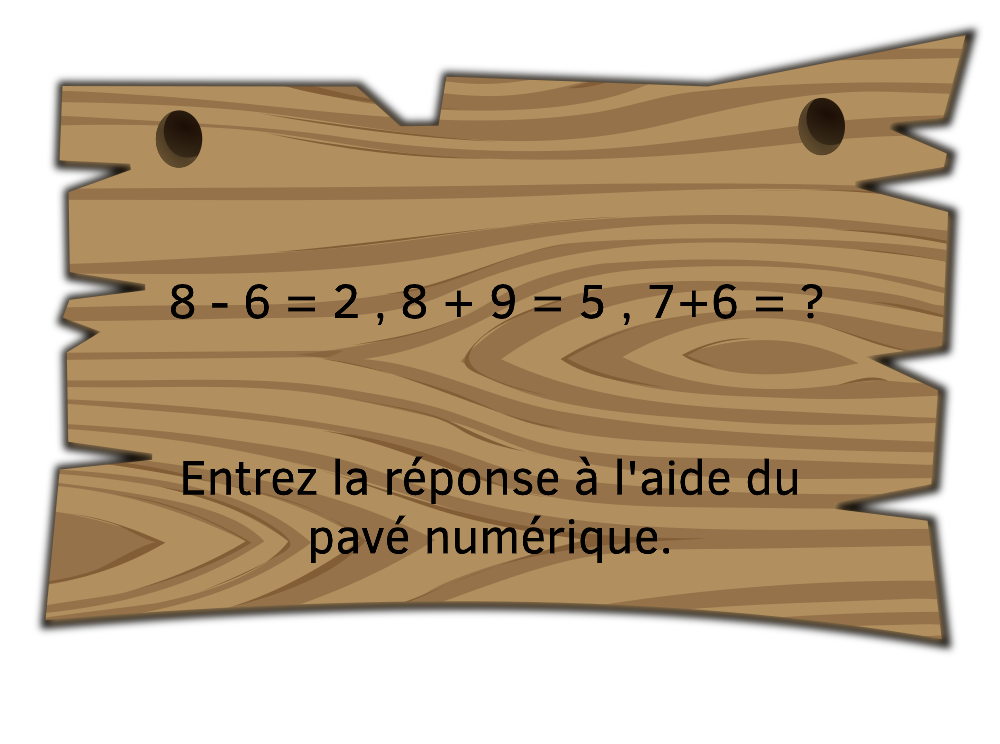 8 - 6 = 2 , 8 + 9 = 5 , 7+6 = ?
Entrez la réponse à l'aide du
pavé numérique.